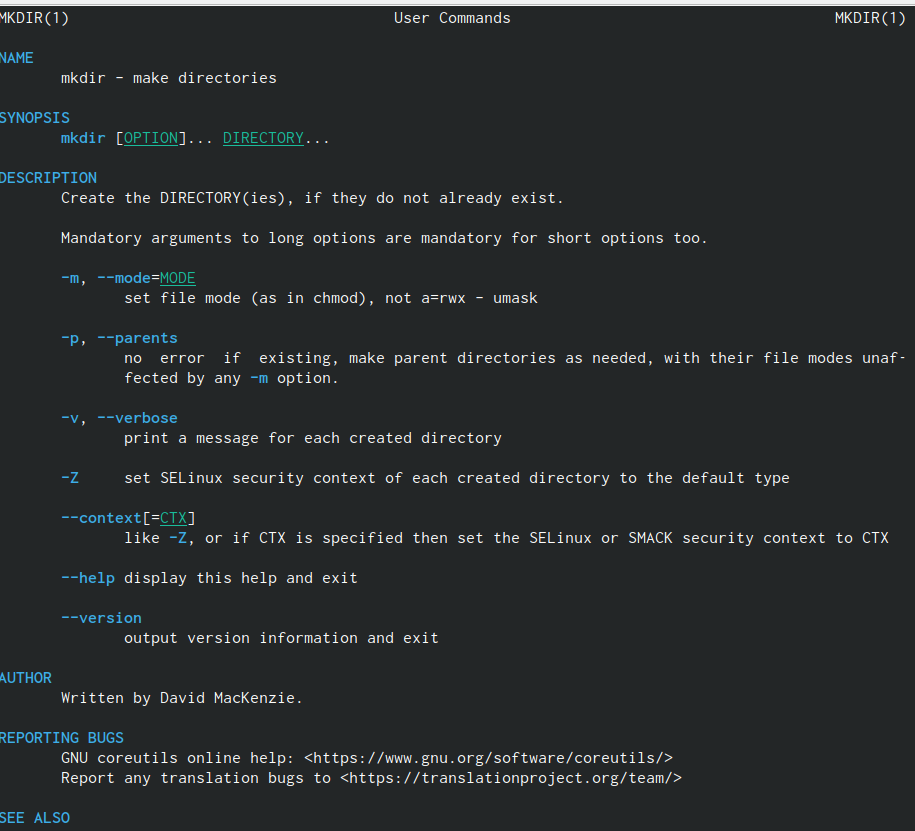 MKDIR(1) User Commands MKDIR(1)
NAME
mkdir - make directories
SYNOPSIS
mkdir [OPTION]... DIRECTORY...
DESCRIPTION
Create the DIRECTORY(ies), if they do not already exist.
Mandatory arguments to long options are mandatory for short options too.
-m, --mode=MODE
set file mode (as in chmod), not a=rwx - umask
-p, --parents
no error if existing, make parent directories as needed, with their file modes unaf-
fected by any -m option.
-v, --verbose
print a message for each created directory
-Z set SELinux security context of each created directory to the default type
--context[=CTX]
like -Z, or if CTX is specified then set the SELinux or SMACK security context to CTX
--help display this help and exit
--version
output version information and exit
AUTHOR
Written by David MacKenzie.
REPORTING BUGS
GNU coreutils online help: <https://www.gnu.org/software/coreutils/>
Report any translation bugs to <https://translationproject.org/team/>
SEE ALSO